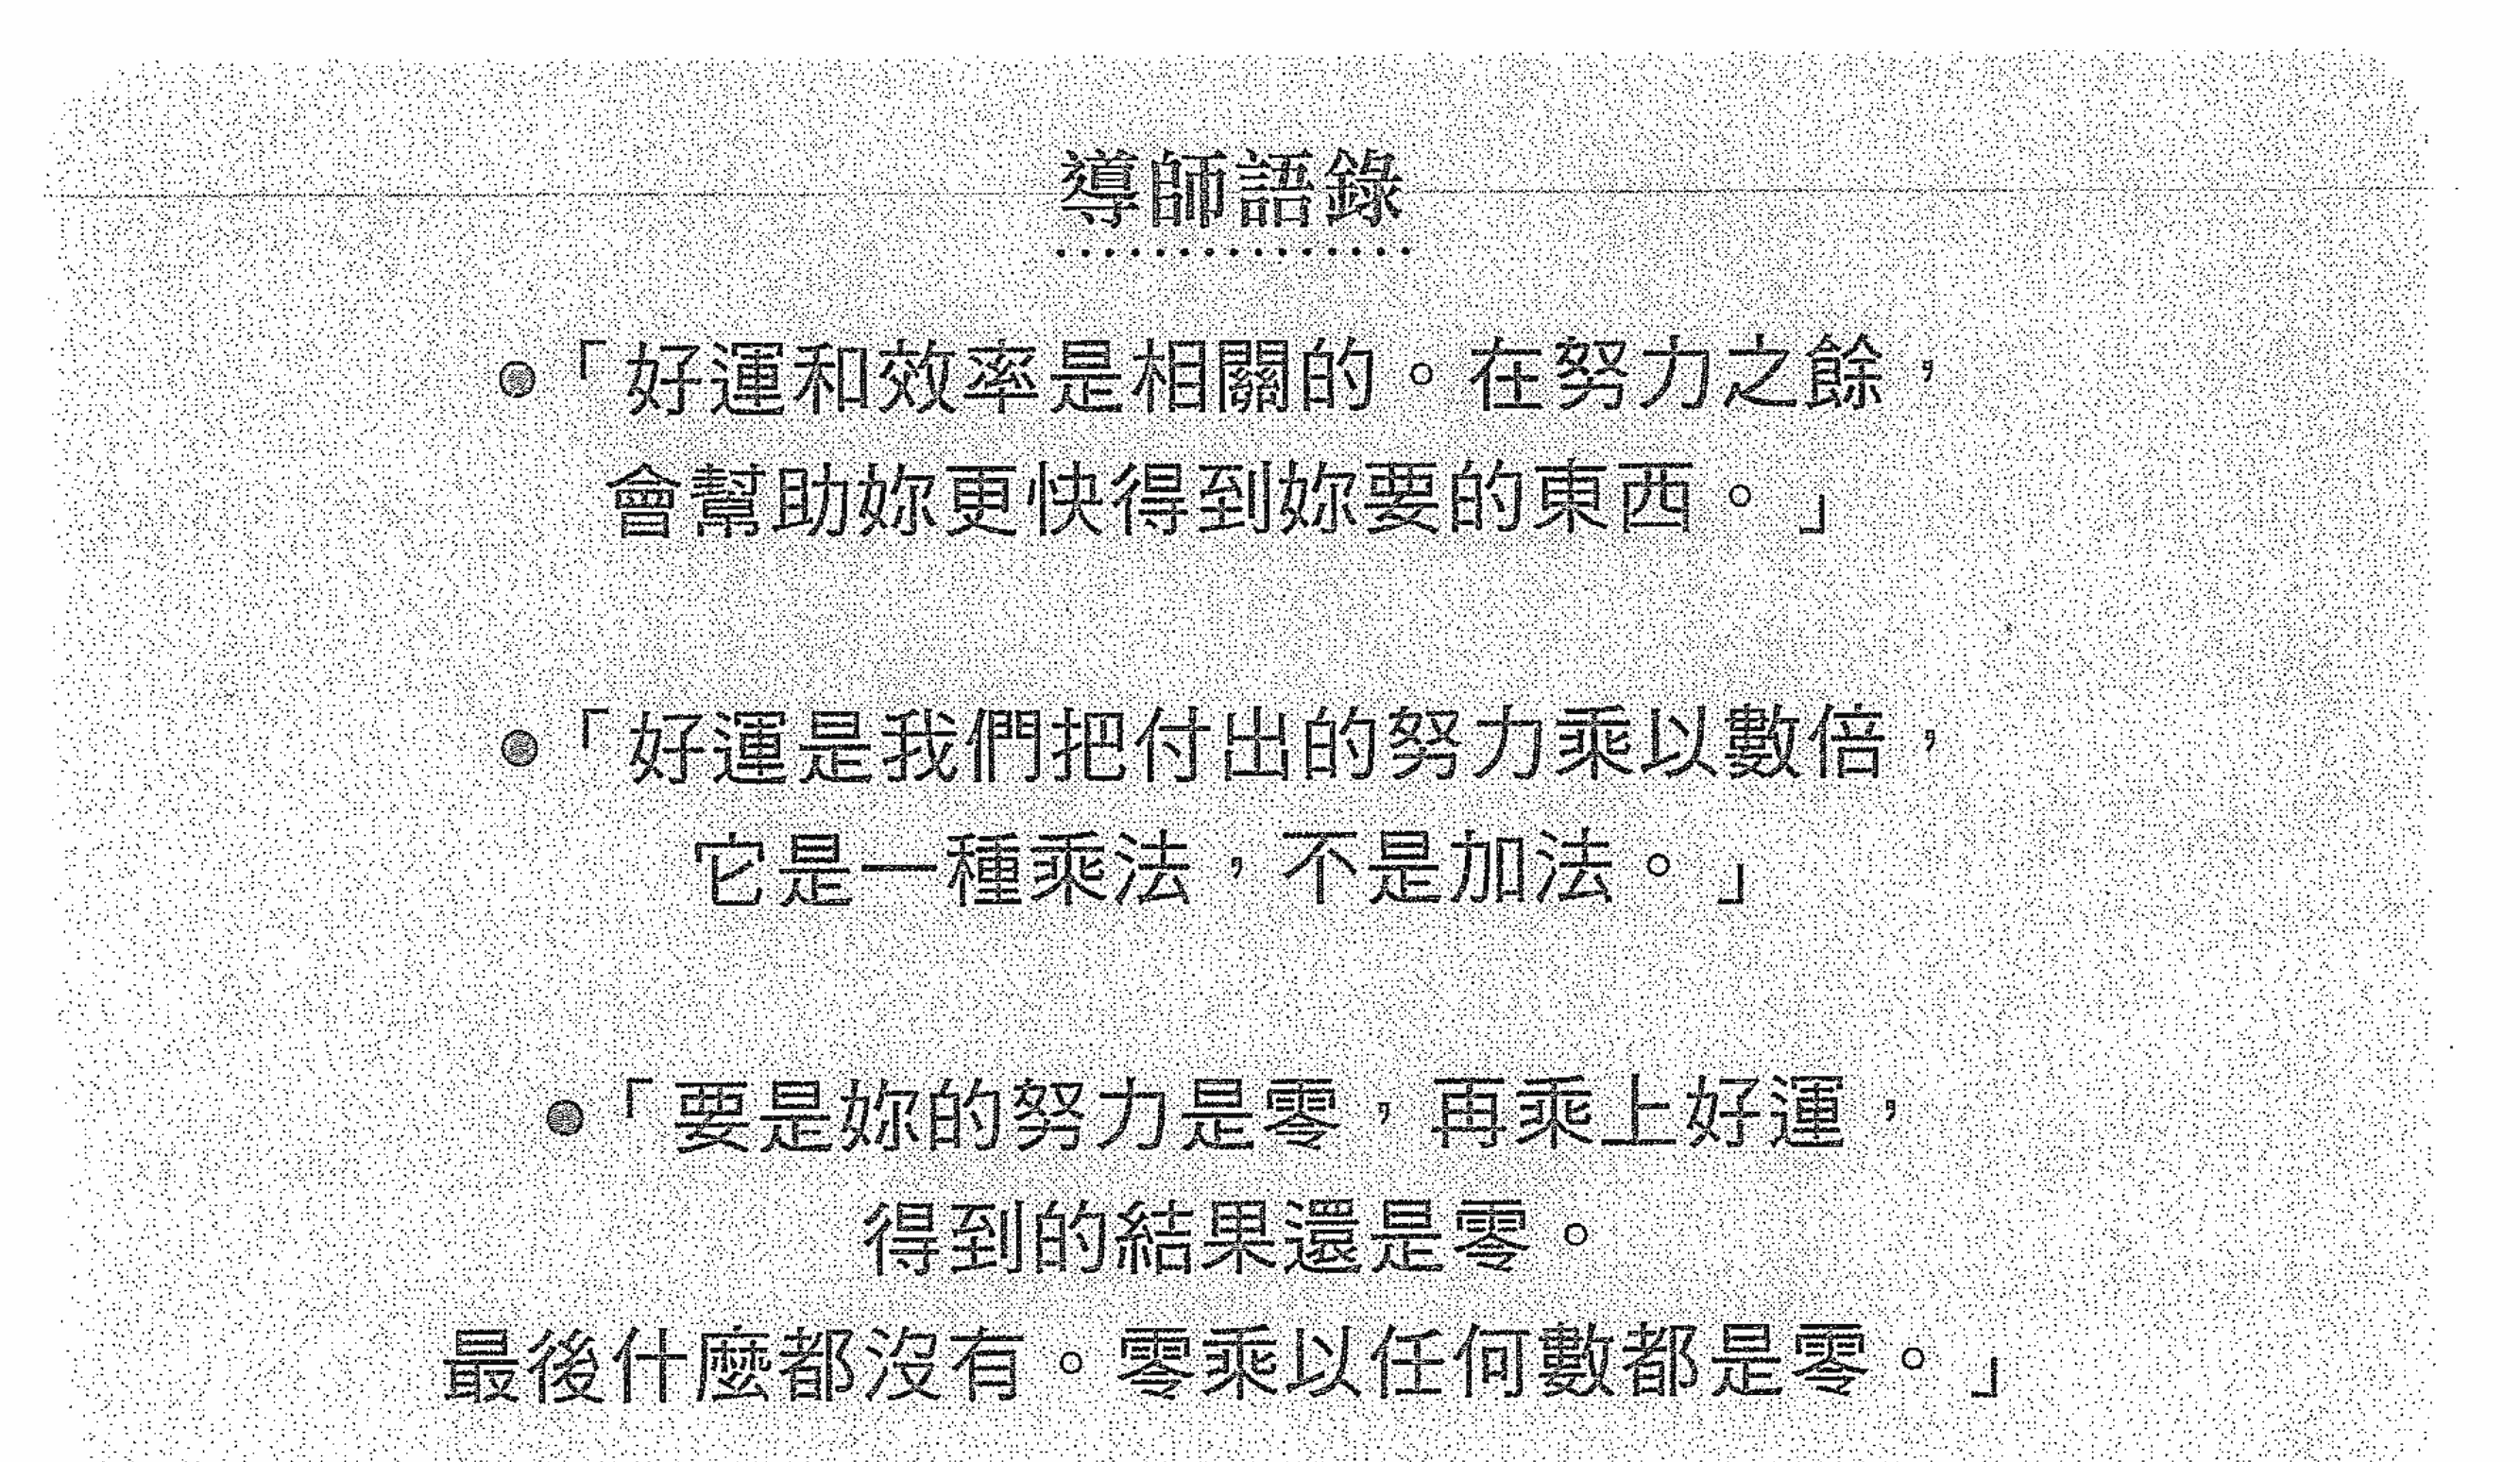 導師語錄
●「好運和效率是相關的。在努力之餘，
會幫助妳更快得到妳要的東西。」
●「好運是我們把付出的努力乘以數倍，
它是一種乘法，不是加法。」
●「要是妳的努力是零，再乘上好運，
得到的結果還是零。
最後什麼都沒有。零乘以任何數都是零。」